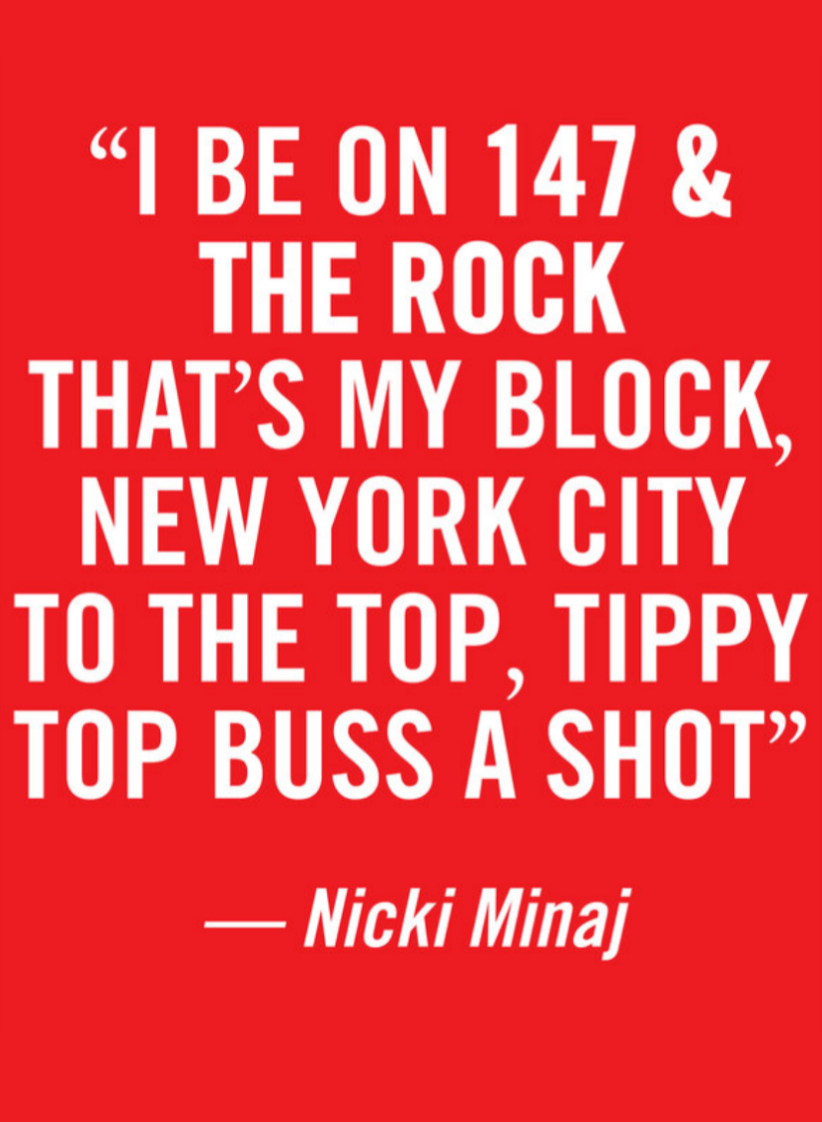 “I BE ON 147 &
THE ROCK
THAT’S MY BLOCK,
NEW YORK CITY
TO THE TOP, TIPPY
TOP BUSS A SHOT”
— Nicki Minaj